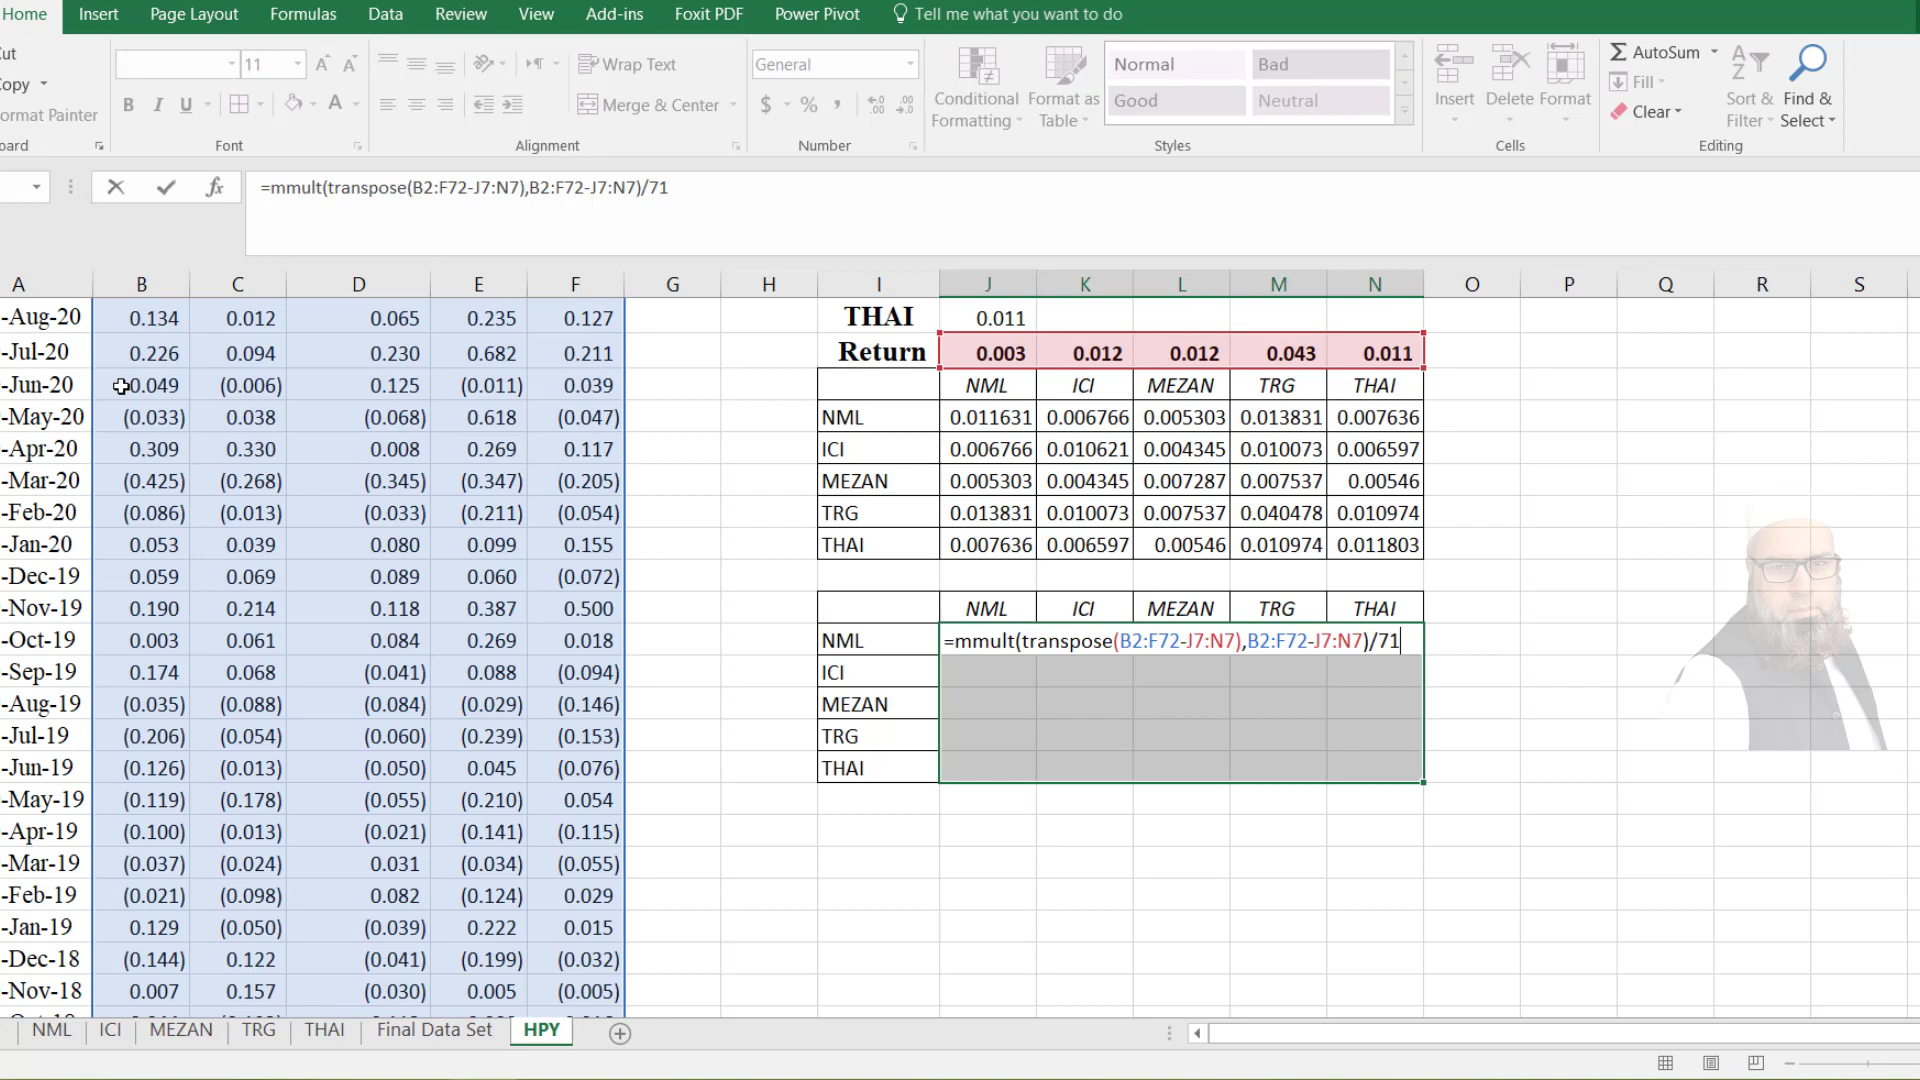 Home Insert Page Layout Formulas Data Review View Add-ins Foxit PDF Power Pivot Tell me what you want to do
ut
opy
ormat Painter
oard
11
B I U
Font
Wrap Text
Merge & Center
Alignment
General
$ % ,
Number
Conditional Formatting
Format as Table
Normal Bad
Good Neutral
Styles
Insert Delete Format
Cells
Σ AutoSum
Fill
Clear
Sort & Filter
Find & Select
Editing
=mmult(transpose(B2:F72-J7:N7),B2:F72-J7:N7)/71
A B C D E F G H I J K L M N O P Q R S
-Aug-20 0.134 0.012 0.065 0.235 0.127 THAI 0.011
-Jul-20 0.226 0.094 0.230 0.682 0.211 Return 0.003 0.012 0.012 0.043 0.011
-Jun-20 0.049 (0.006) 0.125 (0.011) 0.039 NML ICI MEZAN TRG THAI
-May-20 (0.033) 0.038 (0.068) 0.618 (0.047) NML 0.011631 0.006766 0.005303 0.013831 0.007636
-Apr-20 0.309 0.330 0.008 0.269 0.117 ICI 0.006766 0.010621 0.004345 0.010073 0.006597
-Mar-20 (0.425) (0.268) (0.345) (0.347) (0.205) MEZAN 0.005303 0.004345 0.007287 0.007537 0.00546
-Feb-20 (0.086) (0.013) (0.033) (0.211) (0.054) TRG 0.013831 0.010073 0.007537 0.040478 0.010974
-Jan-20 0.053 0.039 0.080 0.099 0.155 THAI 0.007636 0.006597 0.00546 0.010974 0.011803
-Dec-19 0.059 0.069 0.089 0.060 (0.072)
-Nov-19 0.190 0.214 0.118 0.387 0.500 NML ICI MEZAN TRG THAI
-Oct-19 0.003 0.061 0.084 0.269 0.018 NML =mmult(transpose(B2:F72-J7:N7),B2:F72-J7:N7)/71
-Sep-19 0.174 0.068 (0.041) 0.088 (0.094) ICI
-Aug-19 (0.035) (0.088) (0.084) (0.029) (0.146) MEZAN
-Jul-19 (0.206) (0.054) (0.060) (0.239) (0.153) TRG
-Jun-19 (0.126) (0.013) (0.050) 0.045 (0.076) THAI
-May-19 (0.119) (0.178) (0.055) (0.210) 0.054
-Apr-19 (0.100) (0.013) (0.021) (0.141) (0.115)
-Mar-19 (0.037) (0.024) 0.031 (0.034) (0.055)
-Feb-19 (0.021) (0.098) 0.082 (0.124) 0.029
-Jan-19 0.129 (0.050) (0.039) 0.222 0.015
-Dec-18 (0.144) 0.122 (0.041) (0.199) (0.032)
-Nov-18 0.007 0.157 (0.030) 0.005 (0.005)
NML ICI MEZAN TRG THAI Final Data Set HPY